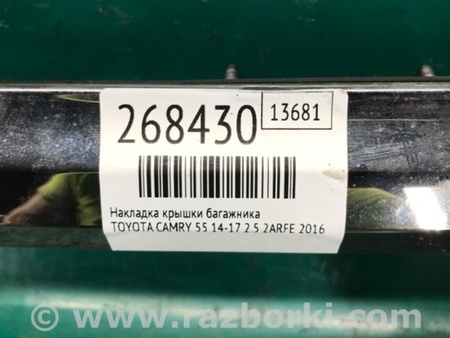 268430 13681
Накладка крышки багажника
TOYOTA CAMRY 55 14-17 2.5 2ARFE 2016
© www.razborki.com